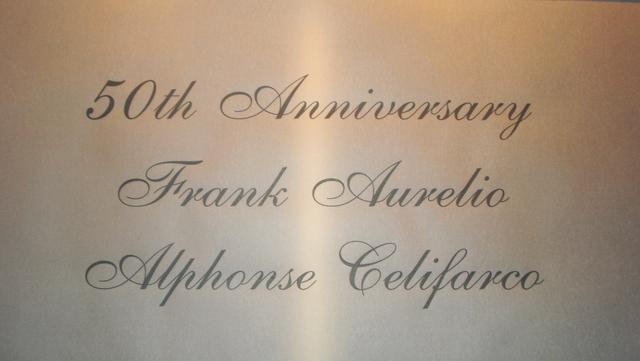 50th Anniversary
Frank Aurelio
Alphonse Celifarco